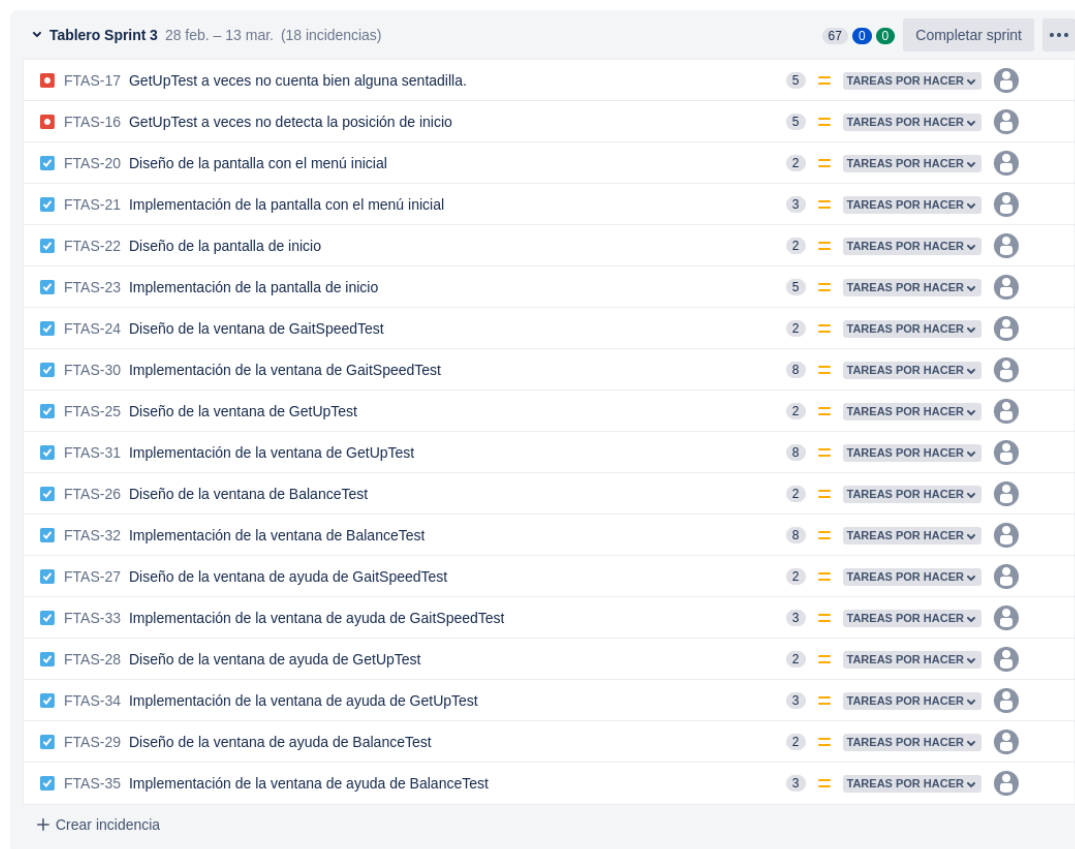 Tablero Sprint 3 28 feb. – 13 mar. (18 incidencias) 67 0 0 Completar sprint
FTAS-17 GetUpTest a veces no cuenta bien alguna sentadilla. 5 TAREAS POR HACER
FTAS-16 GetUpTest a veces no detecta la posición de inicio 5 TAREAS POR HACER
FTAS-20 Diseño de la pantalla con el menú inicial 2 TAREAS POR HACER
FTAS-21 Implementación de la pantalla con el menú inicial 3 TAREAS POR HACER
FTAS-22 Diseño de la pantalla de inicio 2 TAREAS POR HACER
FTAS-23 Implementación de la pantalla de inicio 5 TAREAS POR HACER
FTAS-24 Diseño de la ventana de GaitSpeedTest 2 TAREAS POR HACER
FTAS-30 Implementación de la ventana de GaitSpeedTest 8 TAREAS POR HACER
FTAS-25 Diseño de la ventana de GetUpTest 2 TAREAS POR HACER
FTAS-31 Implementación de la ventana de GetUpTest 8 TAREAS POR HACER
FTAS-26 Diseño de la ventana de BalanceTest 2 TAREAS POR HACER
FTAS-32 Implementación de la ventana de BalanceTest 8 TAREAS POR HACER
FTAS-27 Diseño de la ventana de ayuda de GaitSpeedTest 2 TAREAS POR HACER
FTAS-33 Implementación de la ventana de ayuda de GaitSpeedTest 3 TAREAS POR HACER
FTAS-28 Diseño de la ventana de ayuda de GetUpTest 2 TAREAS POR HACER
FTAS-34 Implementación de la ventana de ayuda de GetUpTest 3 TAREAS POR HACER
FTAS-29 Diseño de la ventana de ayuda de BalanceTest 2 TAREAS POR HACER
FTAS-35 Implementación de la ventana de ayuda de BalanceTest 3 TAREAS POR HACER
+ Crear incidencia